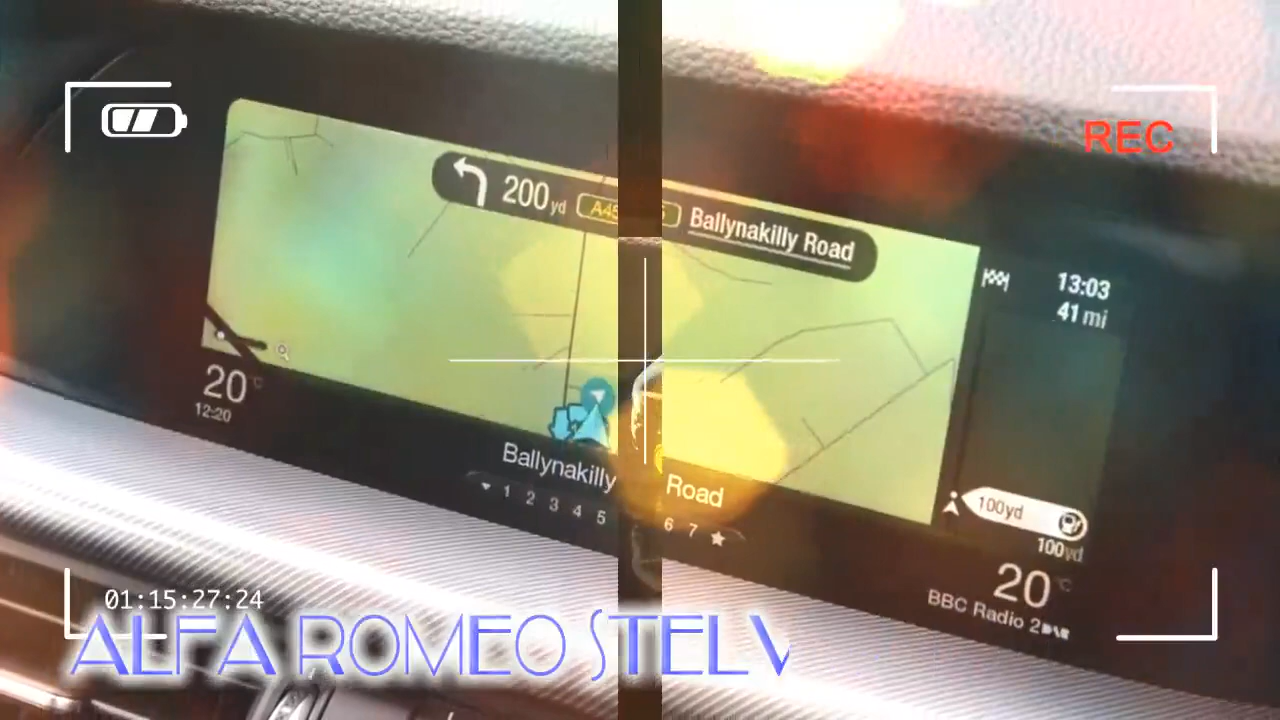 REC
200 yd A45 Ballynakilly Road
13:03
41 mi
20 °C
12:20
Ballynakilly Road
1 2 3 4 5 6 7
100yd
100yd
20 °C
BBC Radio 2
01:15:27:24
ALFA ROMEO STELV